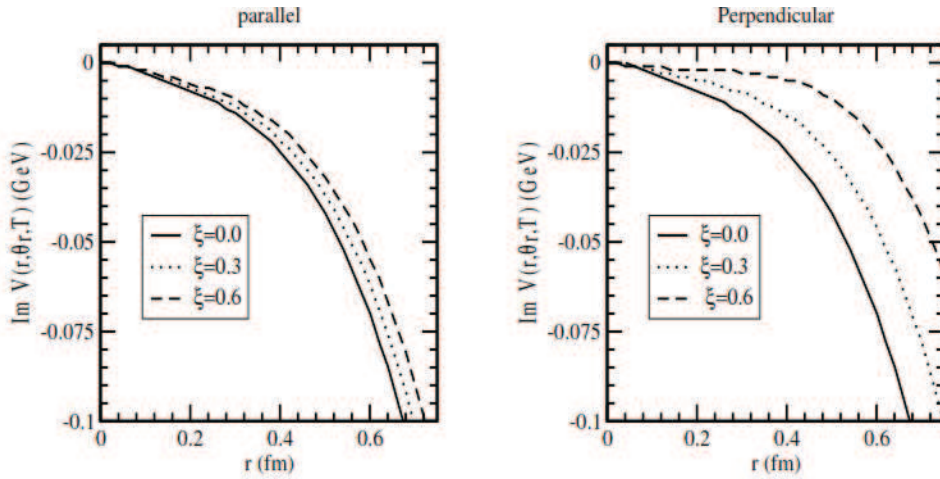 parallel
Im V(r,θr,T) (GeV)
0
-0.025
-0.05
-0.075
-0.1
ξ=0.0
ξ=0.3
ξ=0.6
0 0.2 0.4 0.6
r (fm)
Perpendicular
Im V(r,θr,T) (GeV)
0
-0.025
-0.05
-0.075
-0.1
ξ=0.0
ξ=0.3
ξ=0.6
0 0.2 0.4 0.6
r (fm)